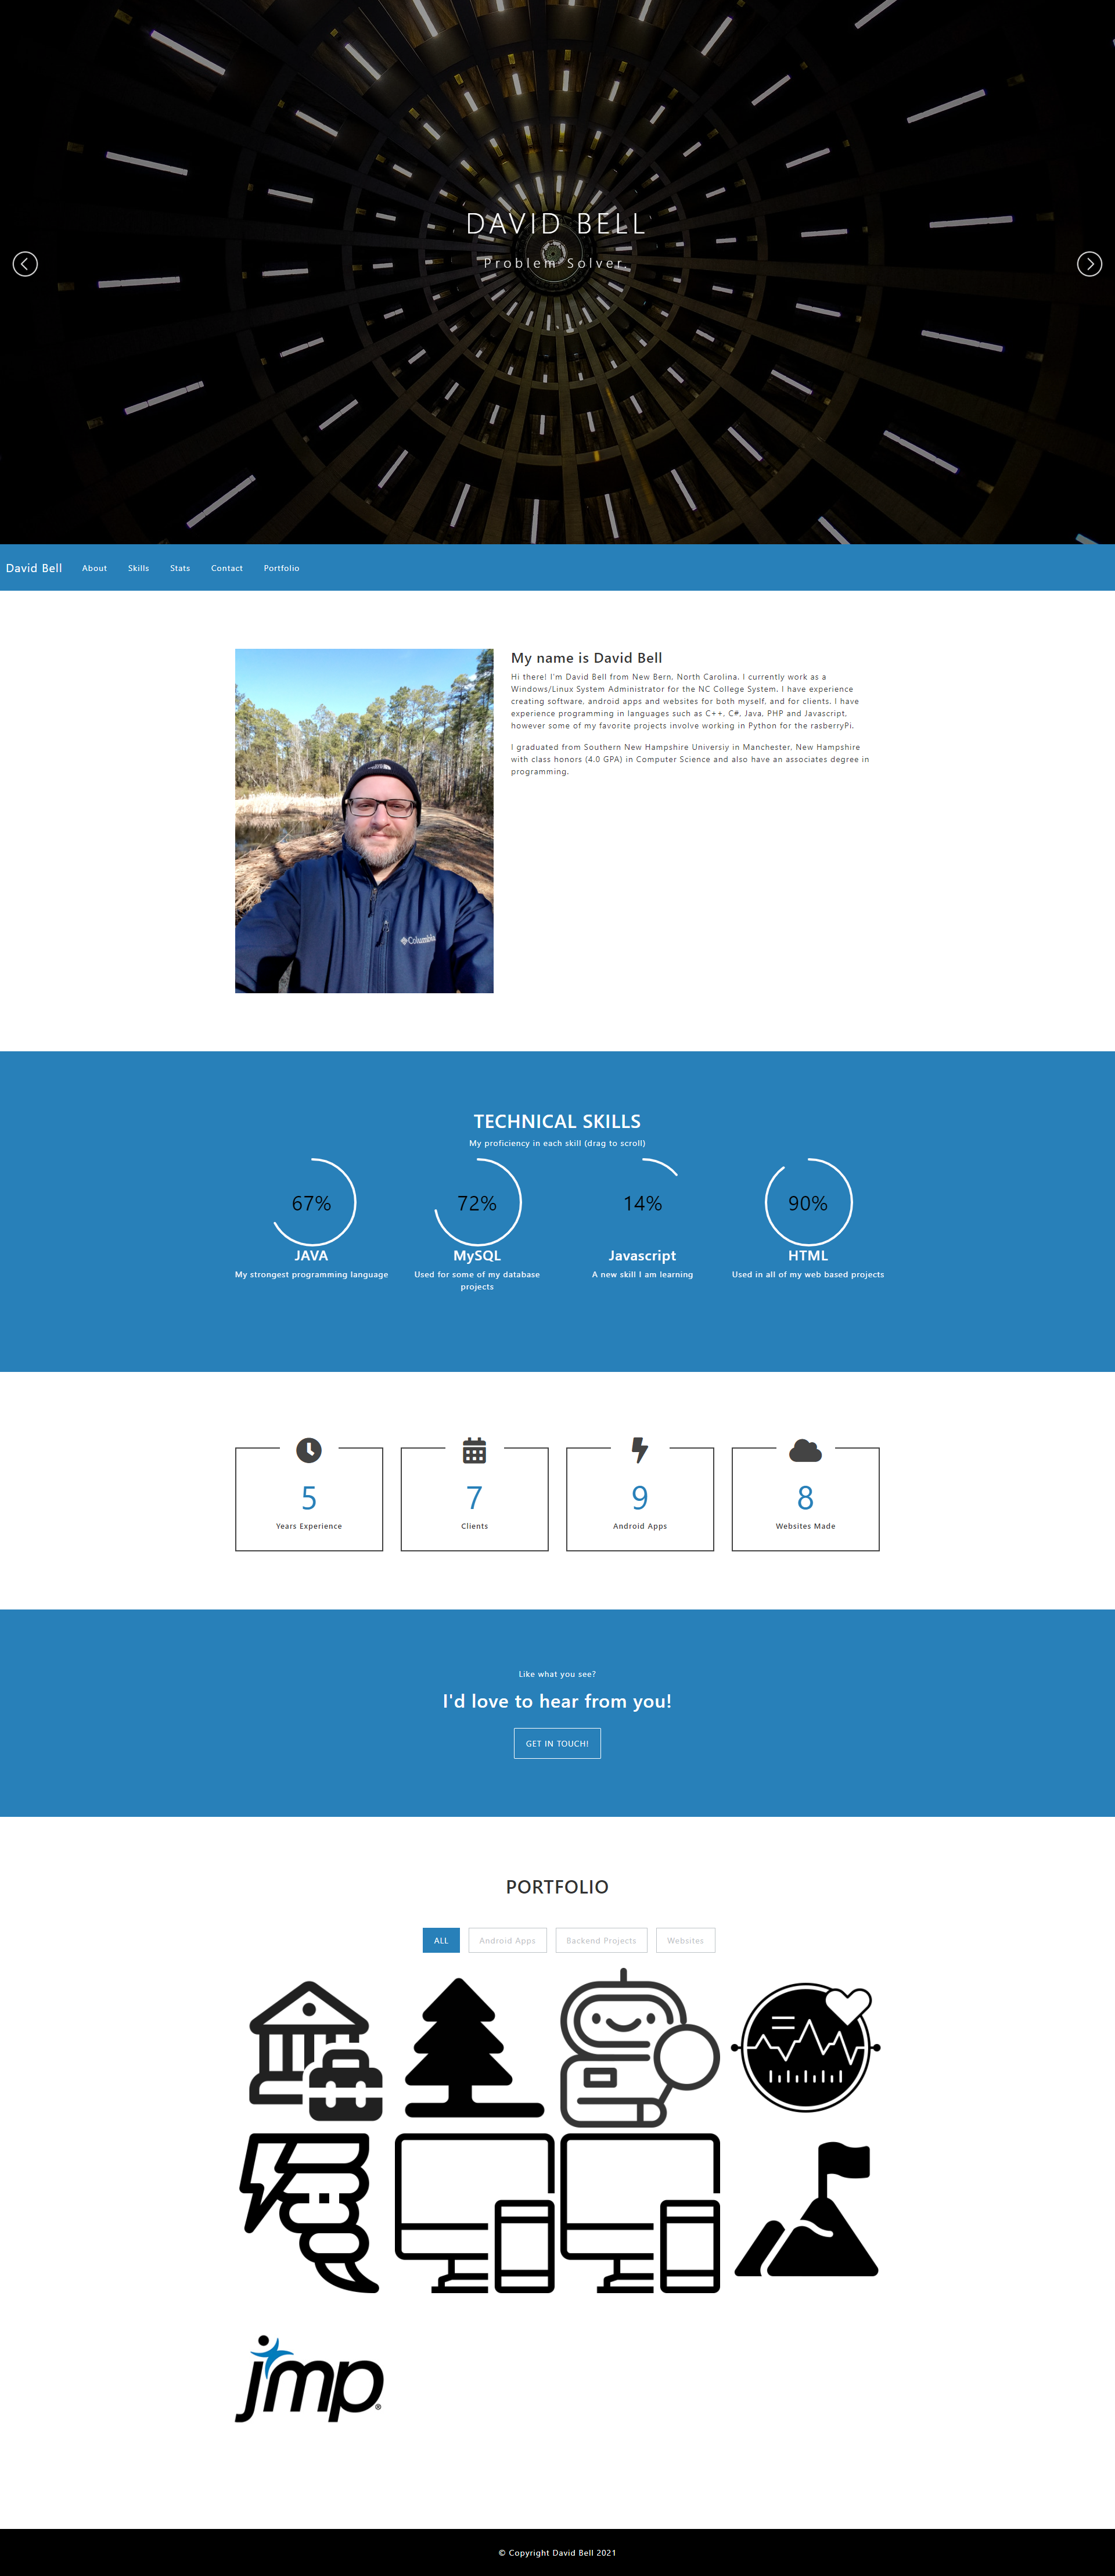 DAVID BELL
Problem Solver.
David Bell About Skills Stats Contact Portfolio
My name is David Bell
Hi there! I'm David Bell from New Bern, North Carolina. I currently work as a
Windows/Linux System Administrator for the NC College System. I have experience
creating software, android apps and websites for both myself, and for clients. I have
experience programming in languages such as C++, C#, Java, PHP and Javascript,
however some of my favorite projects involve working in Python for the rasberryPi.
I graduated from Southern New Hampshire Universiy in Manchester, New Hampshire
with class honors (4.0 GPA) in Computer Science and also have an associates degree in
programming.
Columbia
TECHNICAL SKILLS
My proficiency in each skill (drag to scroll)
67% 72% 14% 90%
JAVA MySQL Javascript HTML
My strongest programming language Used for some of my database A new skill I am learning Used in all of my web based projects
projects
5 7 9 8
Years Experience Clients Android Apps Websites Made
Like what you see?
I'd love to hear from you!
GET IN TOUCH!
PORTFOLIO
ALL Android Apps Backend Projects Websites
jmp®
© Copyright David Bell 2021